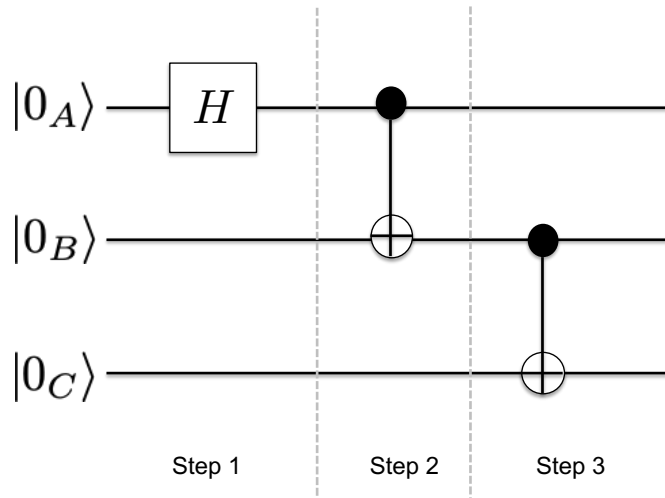 |0_A⟩
H
|0_B⟩
|0_C⟩
Step 1 Step 2 Step 3